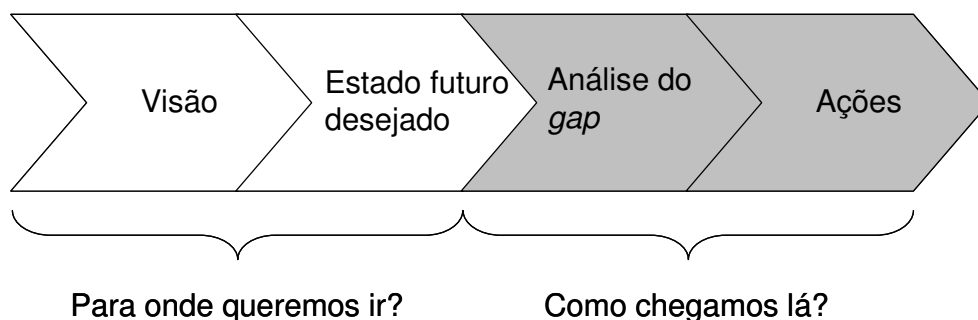 Visão
Estado futuro
desejado
Análise do
gap
Ações
Para onde queremos ir?
Como chegamos lá?